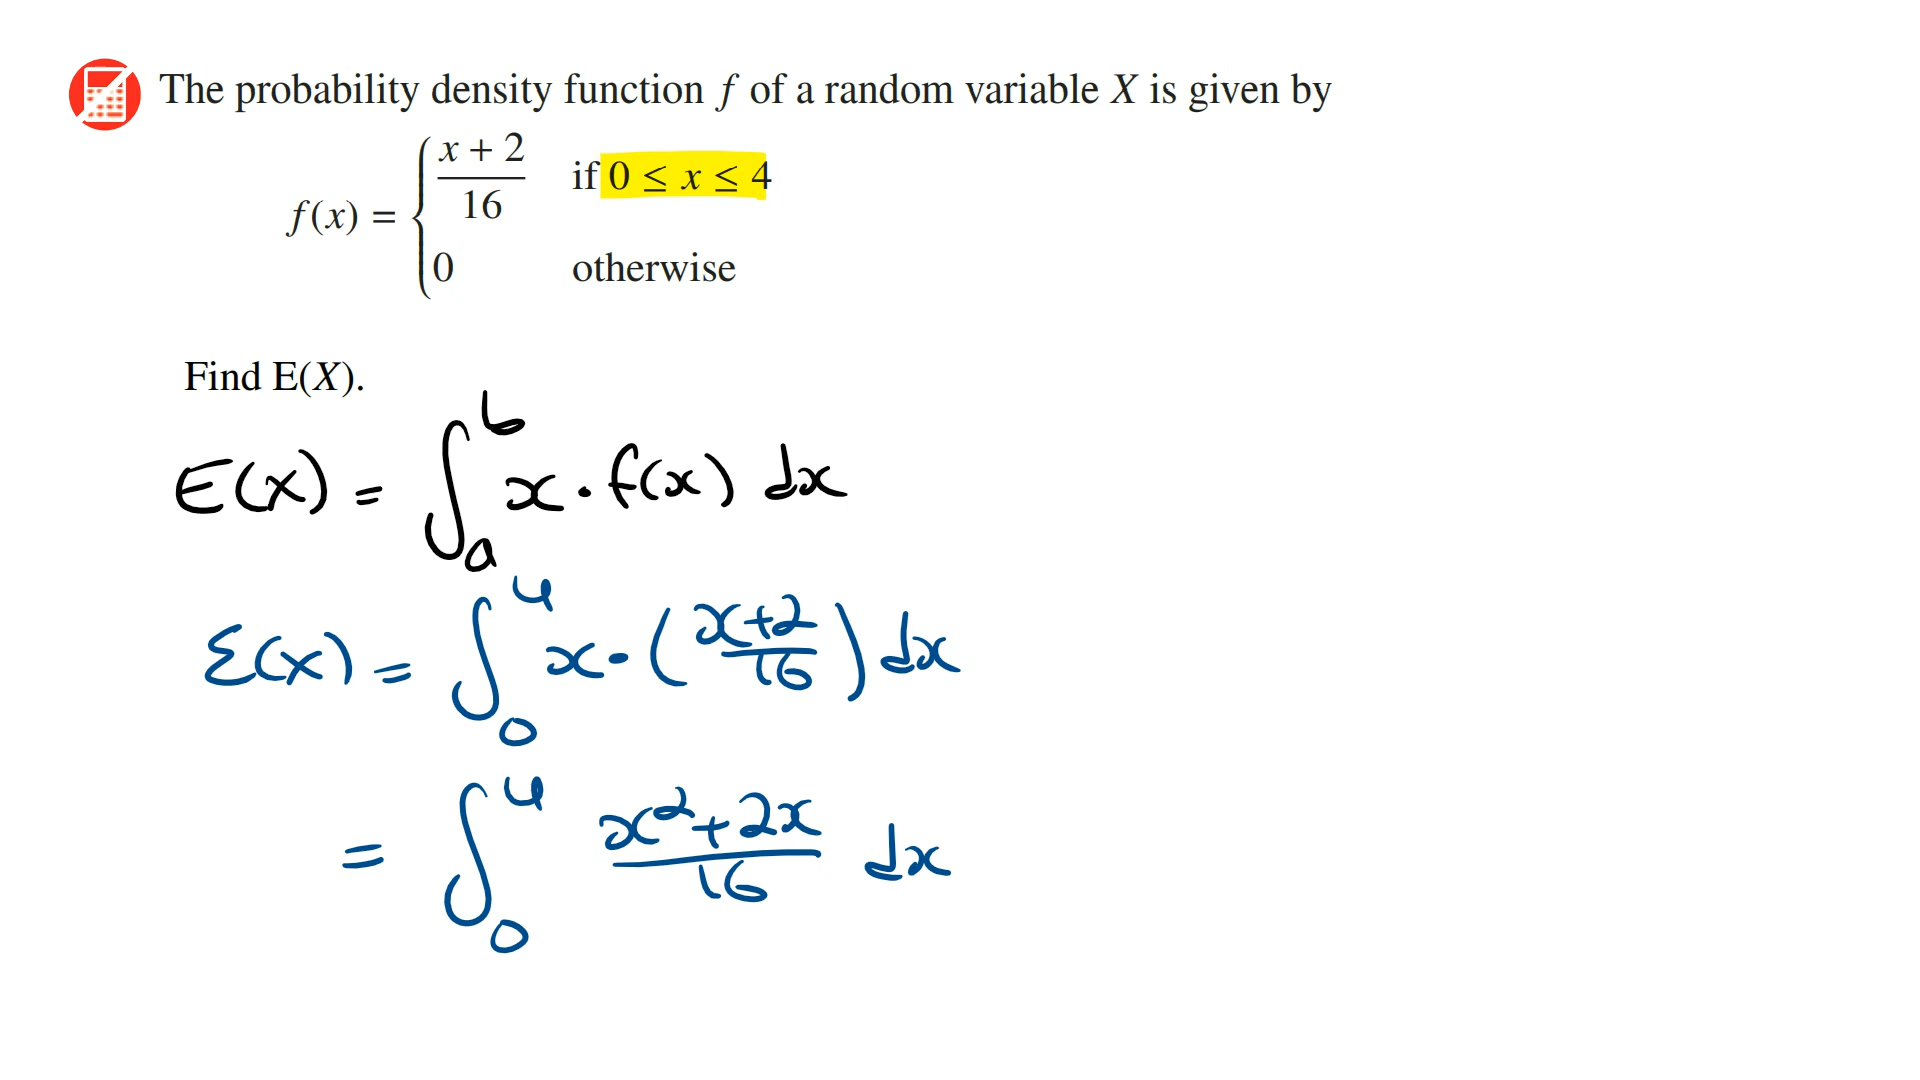 The probability density function f of a random variable X is given by
f(x) = { (x + 2)/16 if 0 ≤ x ≤ 4
0 otherwise
Find E(X).
E(X) = ∫_a^b x · f(x) dx
E(x) = ∫_0^4 x · ((x+2)/16) dx
= ∫_0^4 (x²+2x)/16 dx